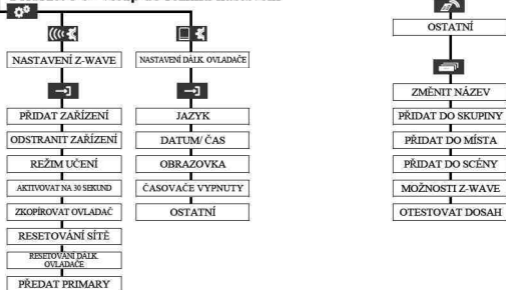 NASTAVENÍ Z-WAVE
PŘIDAT ZAŘÍZENÍ
ODSTRANIT ZAŘÍZENÍ
REŽIM UČENÍ
AKTIVOVAT NA 30 SEKUND
ZKOPÍROVAT OVLADAČ
RESETOVÁNÍ SÍTĚ
RESETOVÁNÍ DÁLK.
OVLADAČE
PŘEDAT PRIMARY
NASTAVENÍ DÁLK. OVLADAČE
JAZYK
DATUM/ ČAS
OBRAZOVKA
ČASOVAČE VYPNUTY
OSTATNÍ
OSTATNÍ
ZMĚNIT NÁZEV
PŘIDAT DO SKUPINY
PŘIDAT DO MÍSTA
PŘIDAT DO SCÉNY
MOŽNOSTI Z-WAVE
OTESTOVAT DOSAH